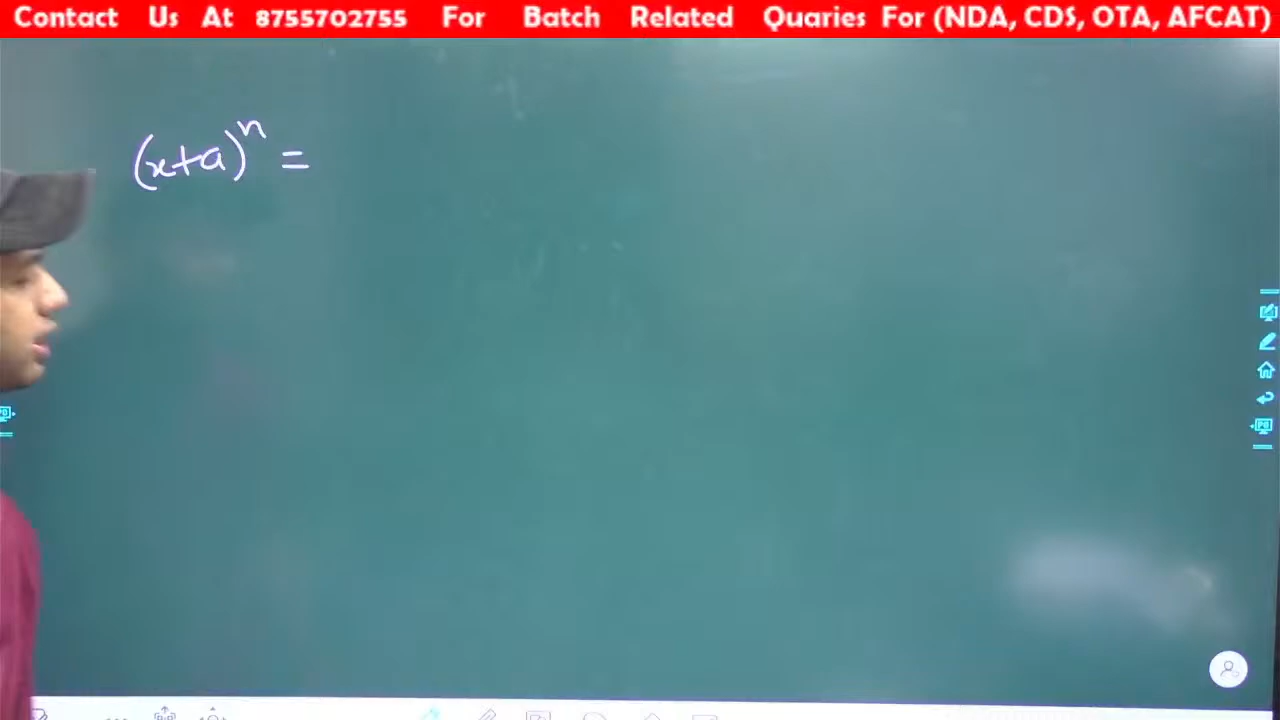 Contact Us At 8755702755 For Batch Related Quaries For (NDA, CDS, OTA, AFCAT)
(x+a)ⁿ =